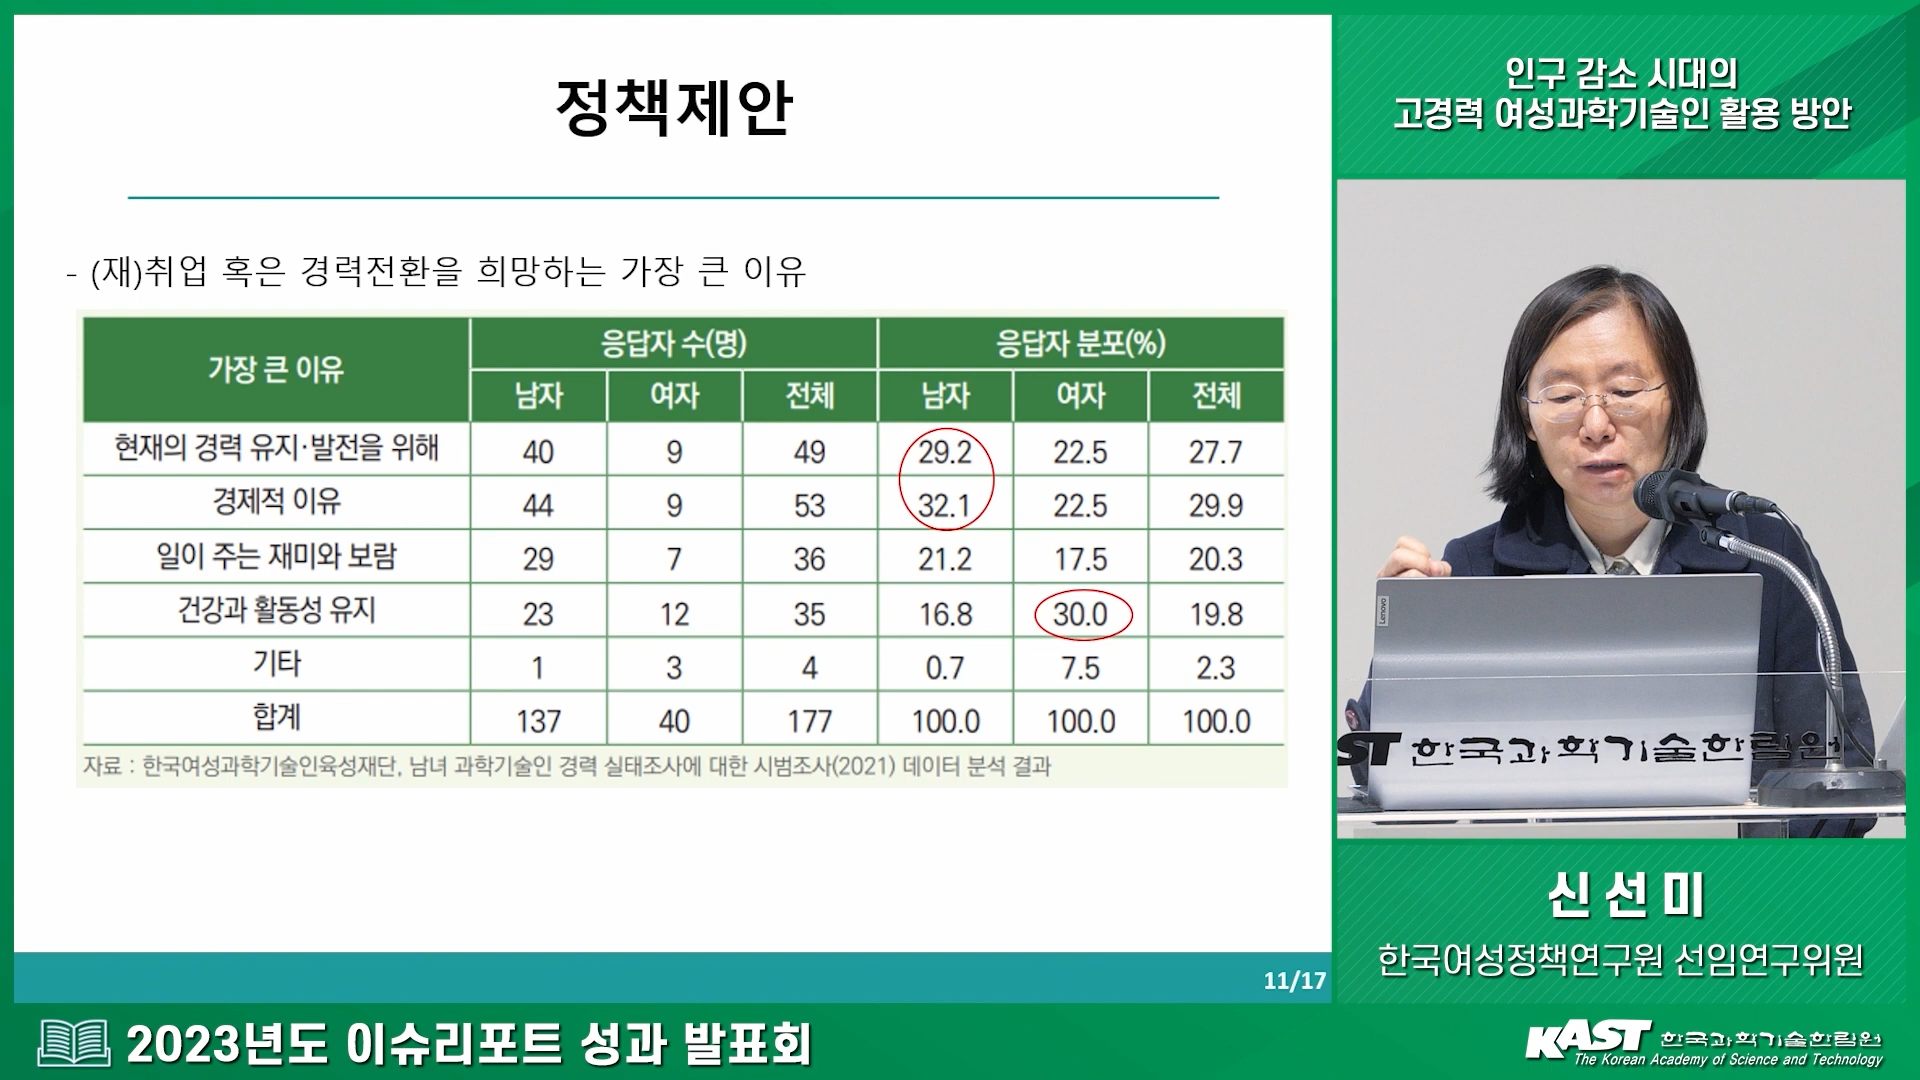 정책제안
- (재)취업 혹은 경력전환을 희망하는 가장 큰 이유
가장 큰 이유 응답자 수(명) 응답자 분포(%)
남자 여자 전체 남자 여자 전체
현재의 경력 유지·발전을 위해 40 9 49 29.2 22.5 27.7
경제적 이유 44 9 53 32.1 22.5 29.9
일이 주는 재미와 보람 29 7 36 21.2 17.5 20.3
건강과 활동성 유지 23 12 35 16.8 30.0 19.8
기타 1 3 4 0.7 7.5 2.3
합계 137 40 177 100.0 100.0 100.0
자료 : 한국여성과학기술인육성재단, 남녀 과학기술인 경력 실태조사에 대한 시범조사(2021) 데이터 분석 결과
11/17
인구 감소 시대의
고경력 여성과학기술인 활용 방안
Lenovo
ST 한국과학기술한림원
신선미
한국여성정책연구원 선임연구위원
2023년도 이슈리포트 성과 발표회
KAST 한국과학기술한림원
The Korean Academy of Science and Technology